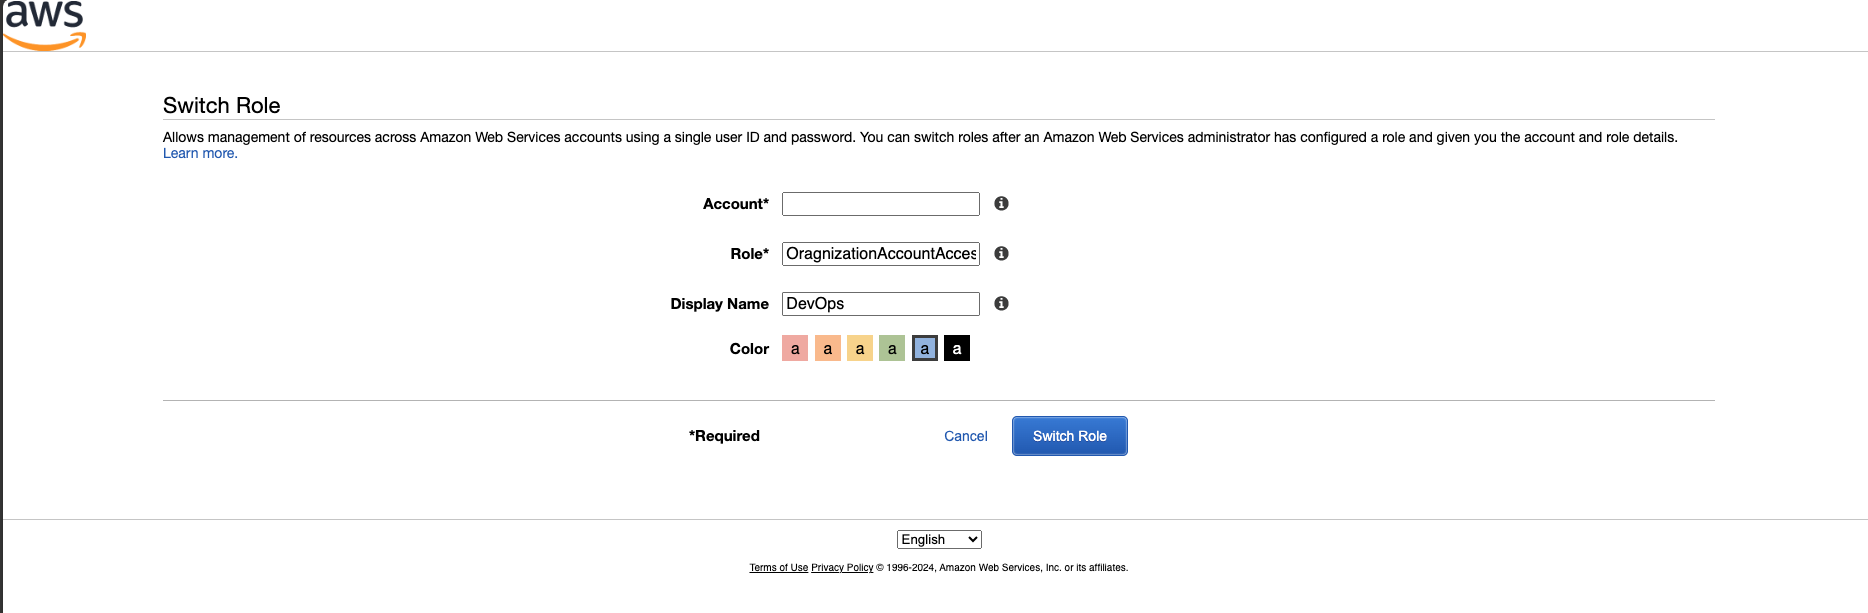 aws
Switch Role
Allows management of resources across Amazon Web Services accounts using a single user ID and password. You can switch roles after an Amazon Web Services administrator has configured a role and given you the account and role details.
Learn more.
Account*
Role* OragnizationAccountAcces
Display Name DevOps
Color a a a a a a
*Required Cancel Switch Role
English
Terms of Use Privacy Policy © 1996-2024, Amazon Web Services, Inc. or its affiliates.